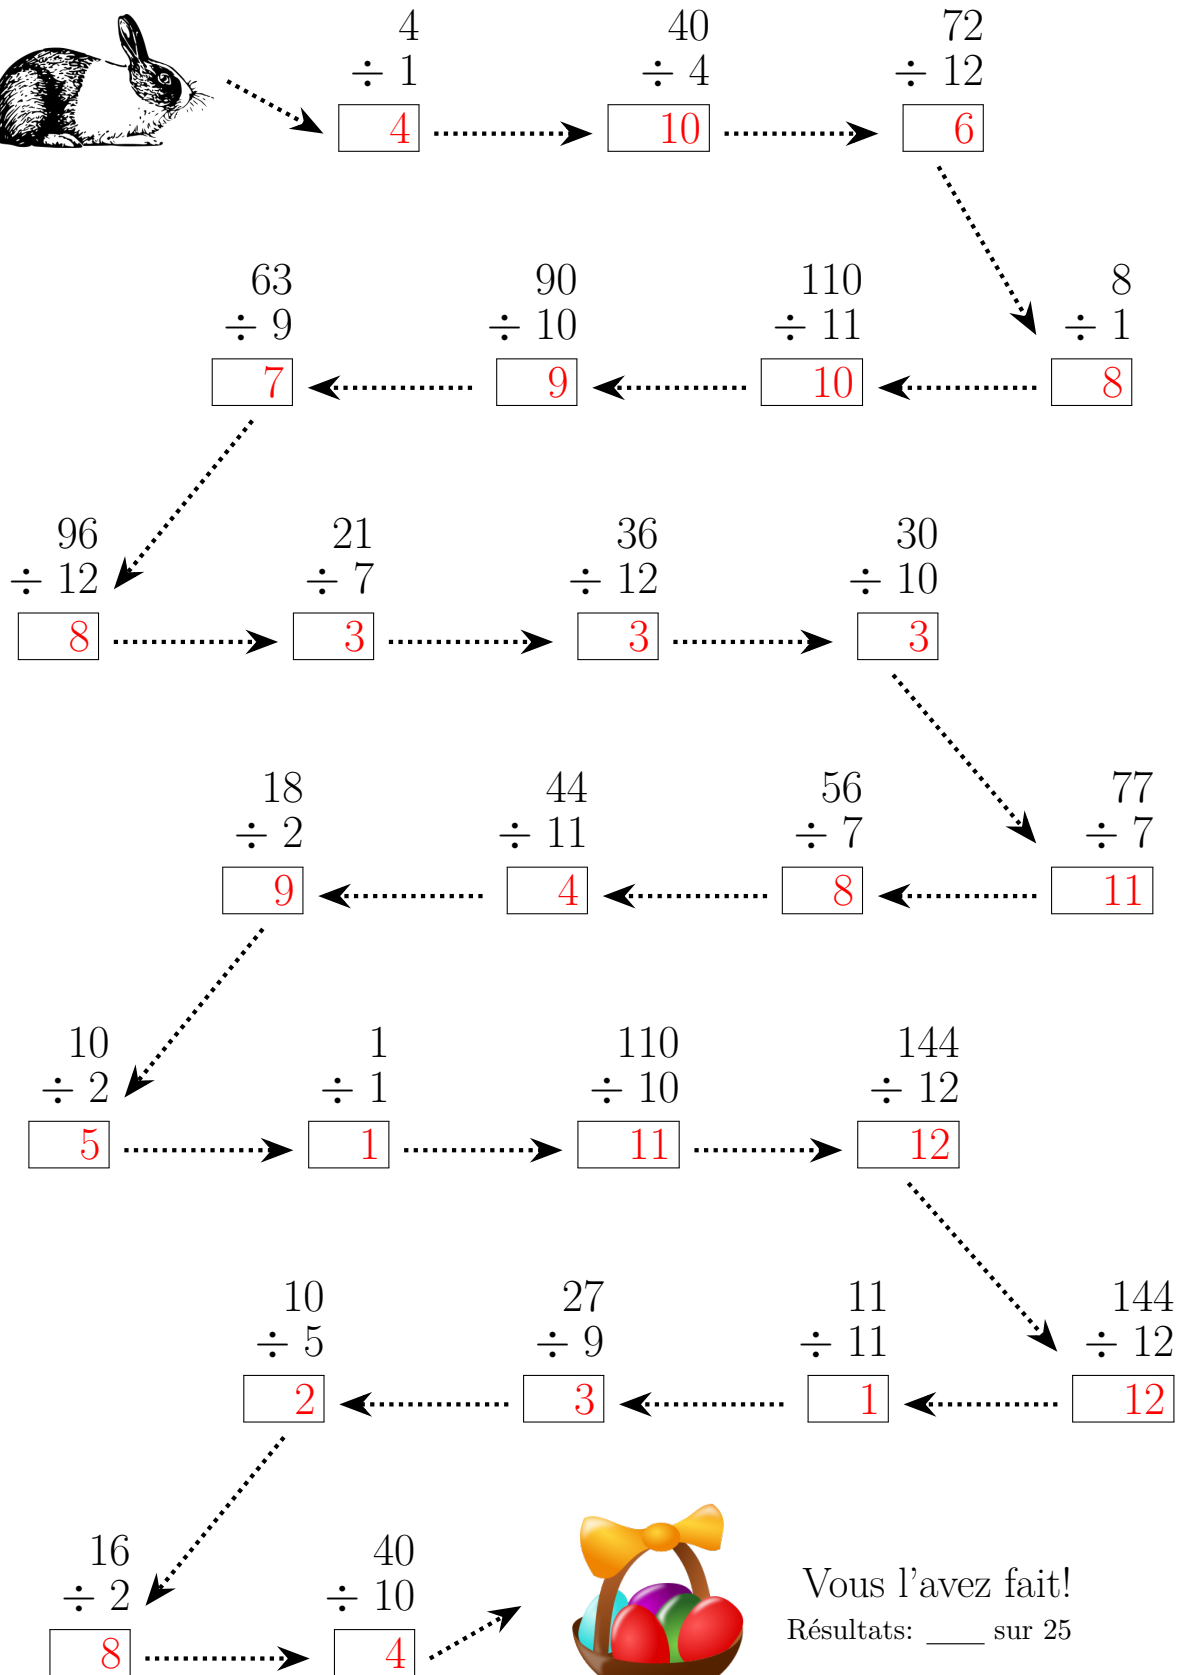 4 40 72
÷ 1 ÷ 4 ÷ 12
4 10 6
63 90 110 8
÷ 9 ÷ 10 ÷ 11 ÷ 1
7 9 10 8
96 21 36 30
÷ 12 ÷ 7 ÷ 12 ÷ 10
8 3 3 3
18 44 56 77
÷ 2 ÷ 11 ÷ 7 ÷ 7
9 4 8 11
10 1 110 144
÷ 2 ÷ 1 ÷ 10 ÷ 12
5 1 11 12
10 27 11 144
÷ 5 ÷ 9 ÷ 11 ÷ 12
2 3 1 12
16 40
÷ 2 ÷ 10
8 4
Vous l'avez fait!
Résultats: ____ sur 25